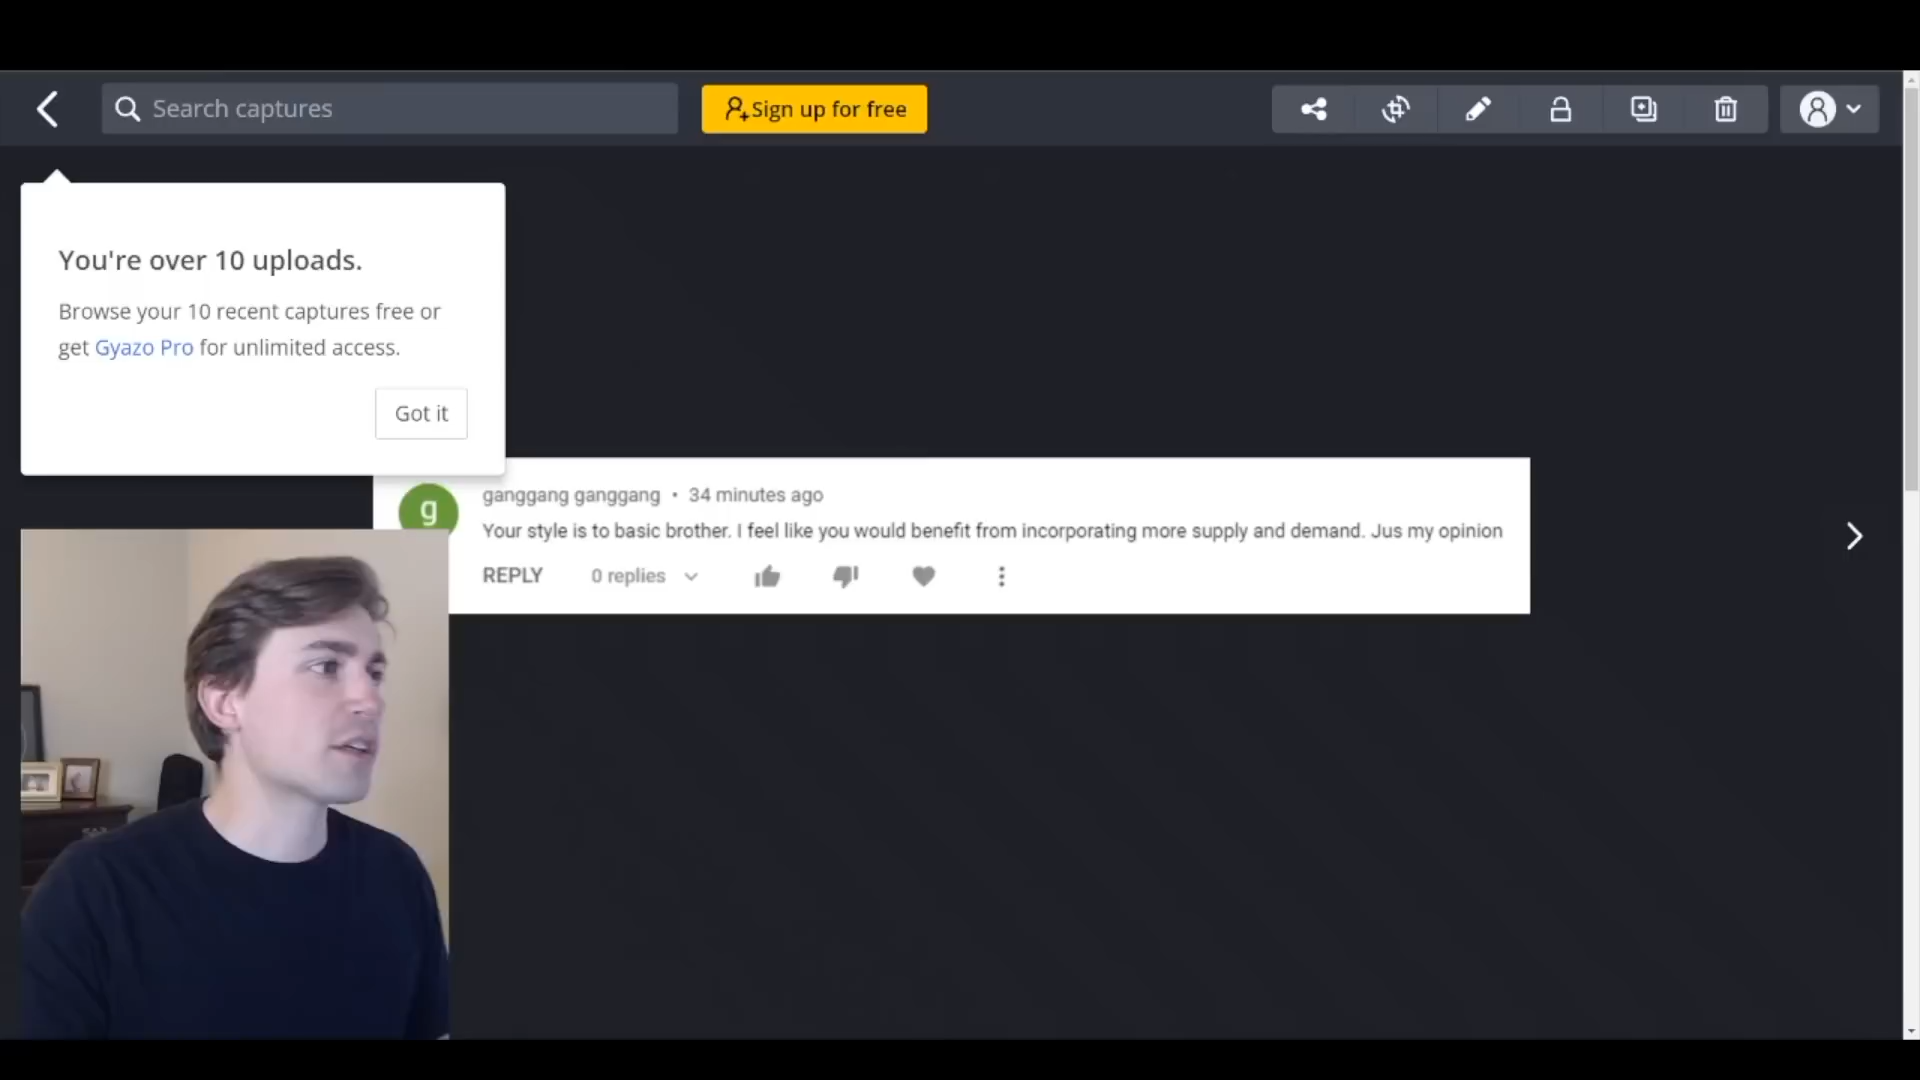 Search captures
Sign up for free
You're over 10 uploads.
Browse your 10 recent captures free or
get Gyazo Pro for unlimited access.
Got it
g
ganggang ganggang • 34 minutes ago
Your style is to basic brother. I feel like you would benefit from incorporating more supply and demand. Jus my opinion
REPLY
0 replies